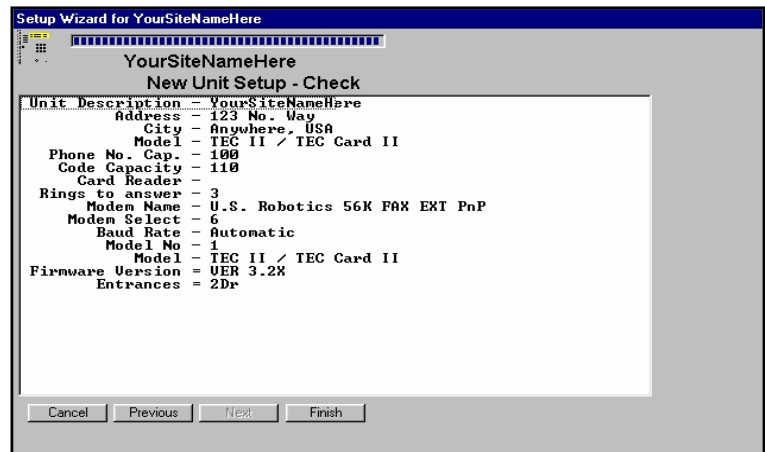 Setup Wizard for YourSiteNameHere
YourSiteNameHere
New Unit Setup - Check
Unit Description - YourSiteNameHere
Address - 123 No. Way
City - Anywhere, USA
Model - TEC II / TEC Card II
Phone No. Cap. - 100
Code Capacity - 110
Card Reader -
Rings to answer - 3
Modem Name - U.S. Robotics 56K FAX EXT PnP
Modem Select - 6
Baud Rate - Automatic
Model No - 1
Model - TEC II / TEC Card II
Firmware Version = VER 3.2X
Entrances = 2Dr
Cancel Previous Next Finish